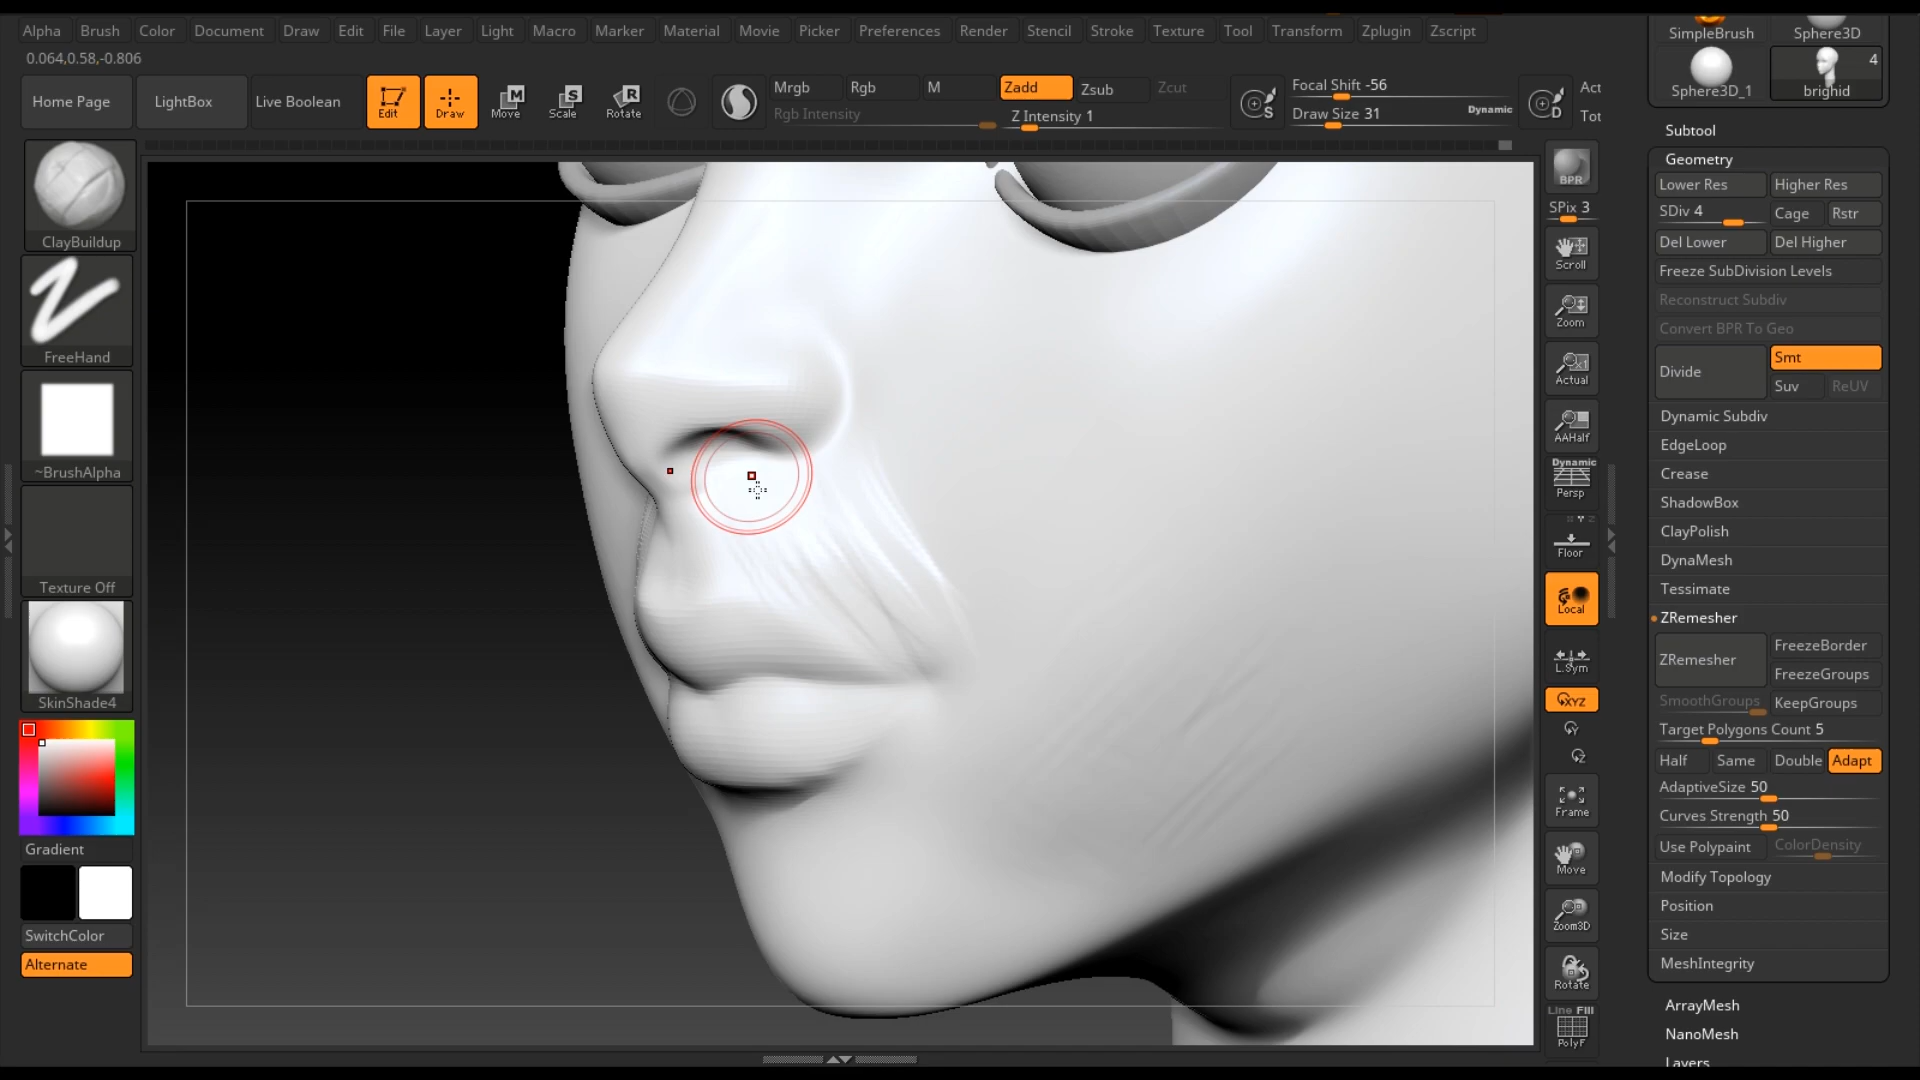 Alpha Brush Color Document Draw Edit File Layer Light Macro Marker Material Movie Picker Preferences Render Stencil Stroke Texture Tool Transform Zplugin Zscript
0.064,0.58,-0.806
Home Page LightBox Live Boolean Edit Draw Move Scale Rotate
M S R
Mrgb Rgb M Zadd Zsub Zcut
Rgb Intensity Z Intensity 1
S
Focal Shift -56
Draw Size 31 Dynamic
D
Act
Tot
ClayBuildup
FreeHand
~BrushAlpha
Texture Off
SkinShade4
Gradient
SwitchColor
Alternate
BPR
SPix 3
Scroll
Zoom
Actual
AAHalf
Dynamic
Persp
Floor
Local
L.Sym
XYZ
Y
Z
Frame
Move
Zoom3D
Rotate
Line Fill
PolyF
SimpleBrush Sphere3D
4
Sphere3D_1 brighid
Subtool
Geometry
Lower Res Higher Res
SDiv 4 Cage Rstr
Del Lower Del Higher
Freeze SubDivision Levels
Reconstruct Subdiv
Convert BPR To Geo
Divide Smt
Suv ReUV
Dynamic Subdiv
EdgeLoop
Crease
ShadowBox
ClayPolish
DynaMesh
Tessimate
ZRemesher
ZRemesher FreezeBorder
FreezeGroups
SmoothGroups KeepGroups
Target Polygons Count 5
Half Same Double Adapt
AdaptiveSize 50
Curves Strength 50
Use Polypaint ColorDensity
Modify Topology
Position
Size
MeshIntegrity
ArrayMesh
NanoMesh
Layers